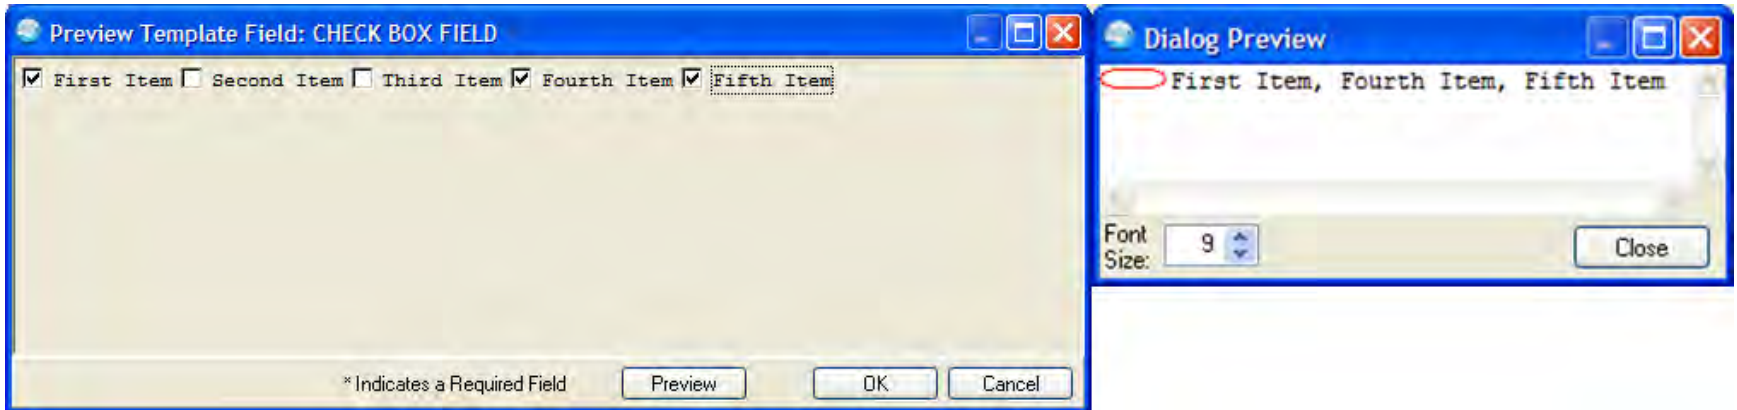 Preview Template Field: CHECK BOX FIELD
First Item Second Item Third Item Fourth Item Fifth Item
* Indicates a Required Field Preview OK Cancel
Dialog Preview
First Item, Fourth Item, Fifth Item
Font
Size: 9 Close